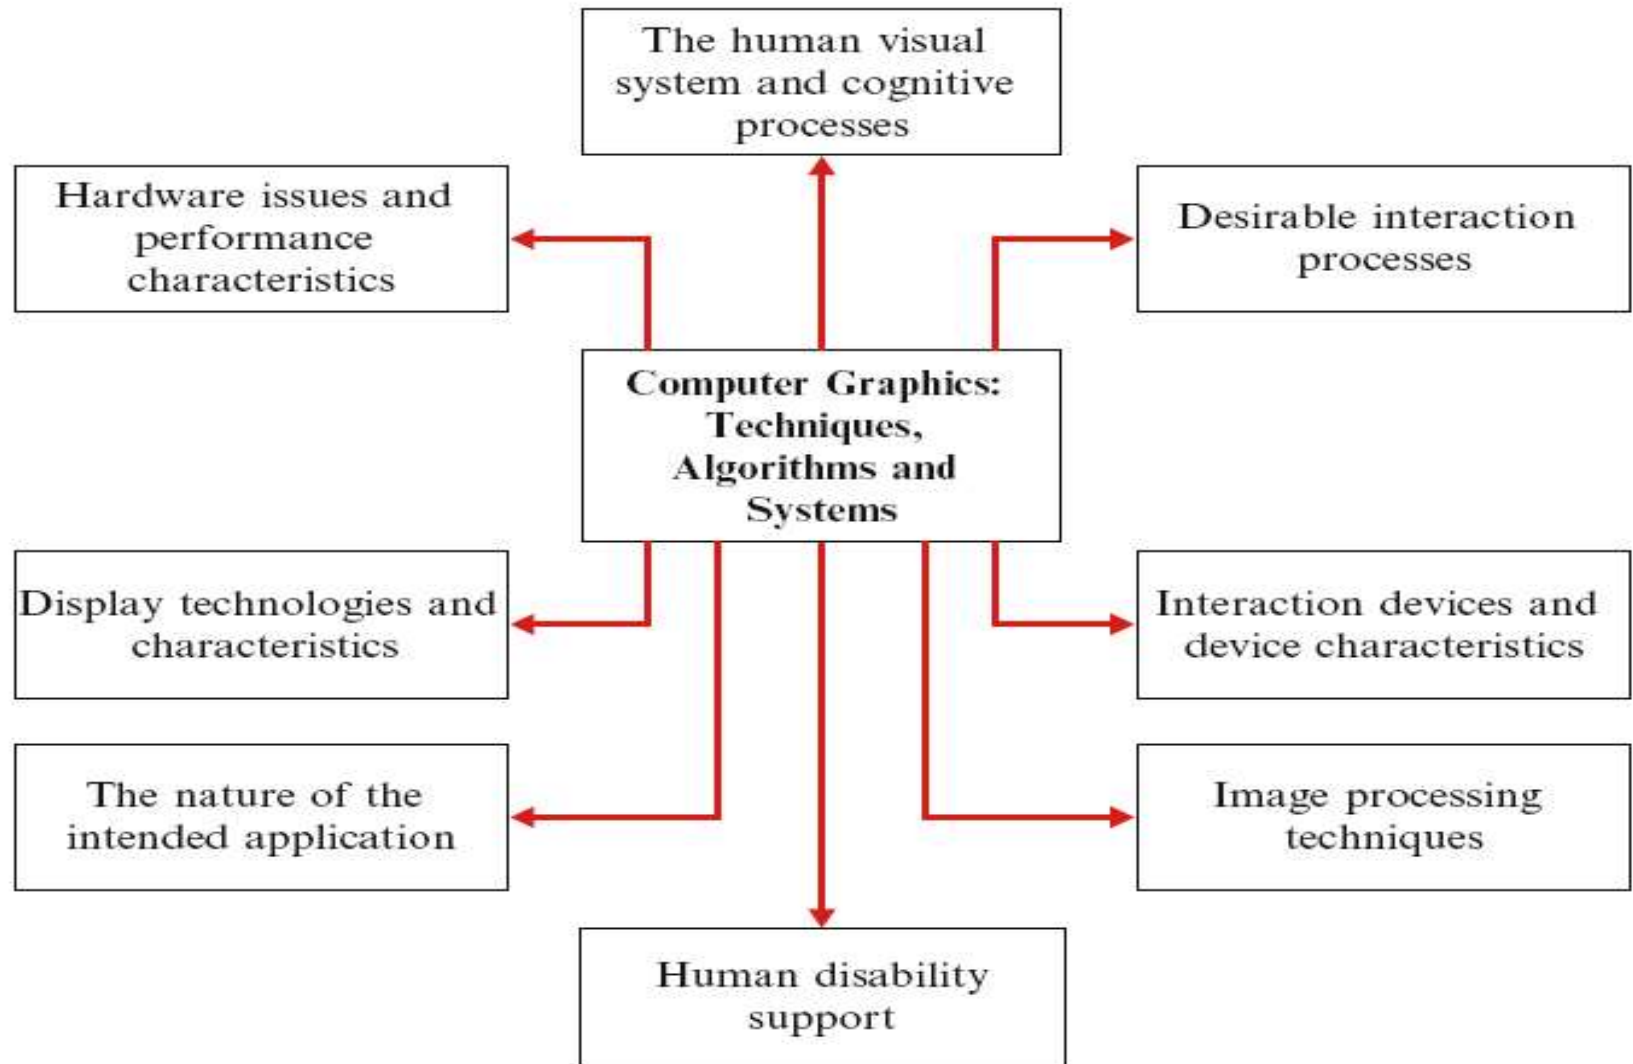 The human visual
system and cognitive
processes
Hardware issues and
performance
characteristics
Desirable interaction
processes
Computer Graphics:
Techniques,
Algorithms and
Systems
Display technologies and
characteristics
Interaction devices and
device characteristics
The nature of the
intended application
Image processing
techniques
Human disability
support